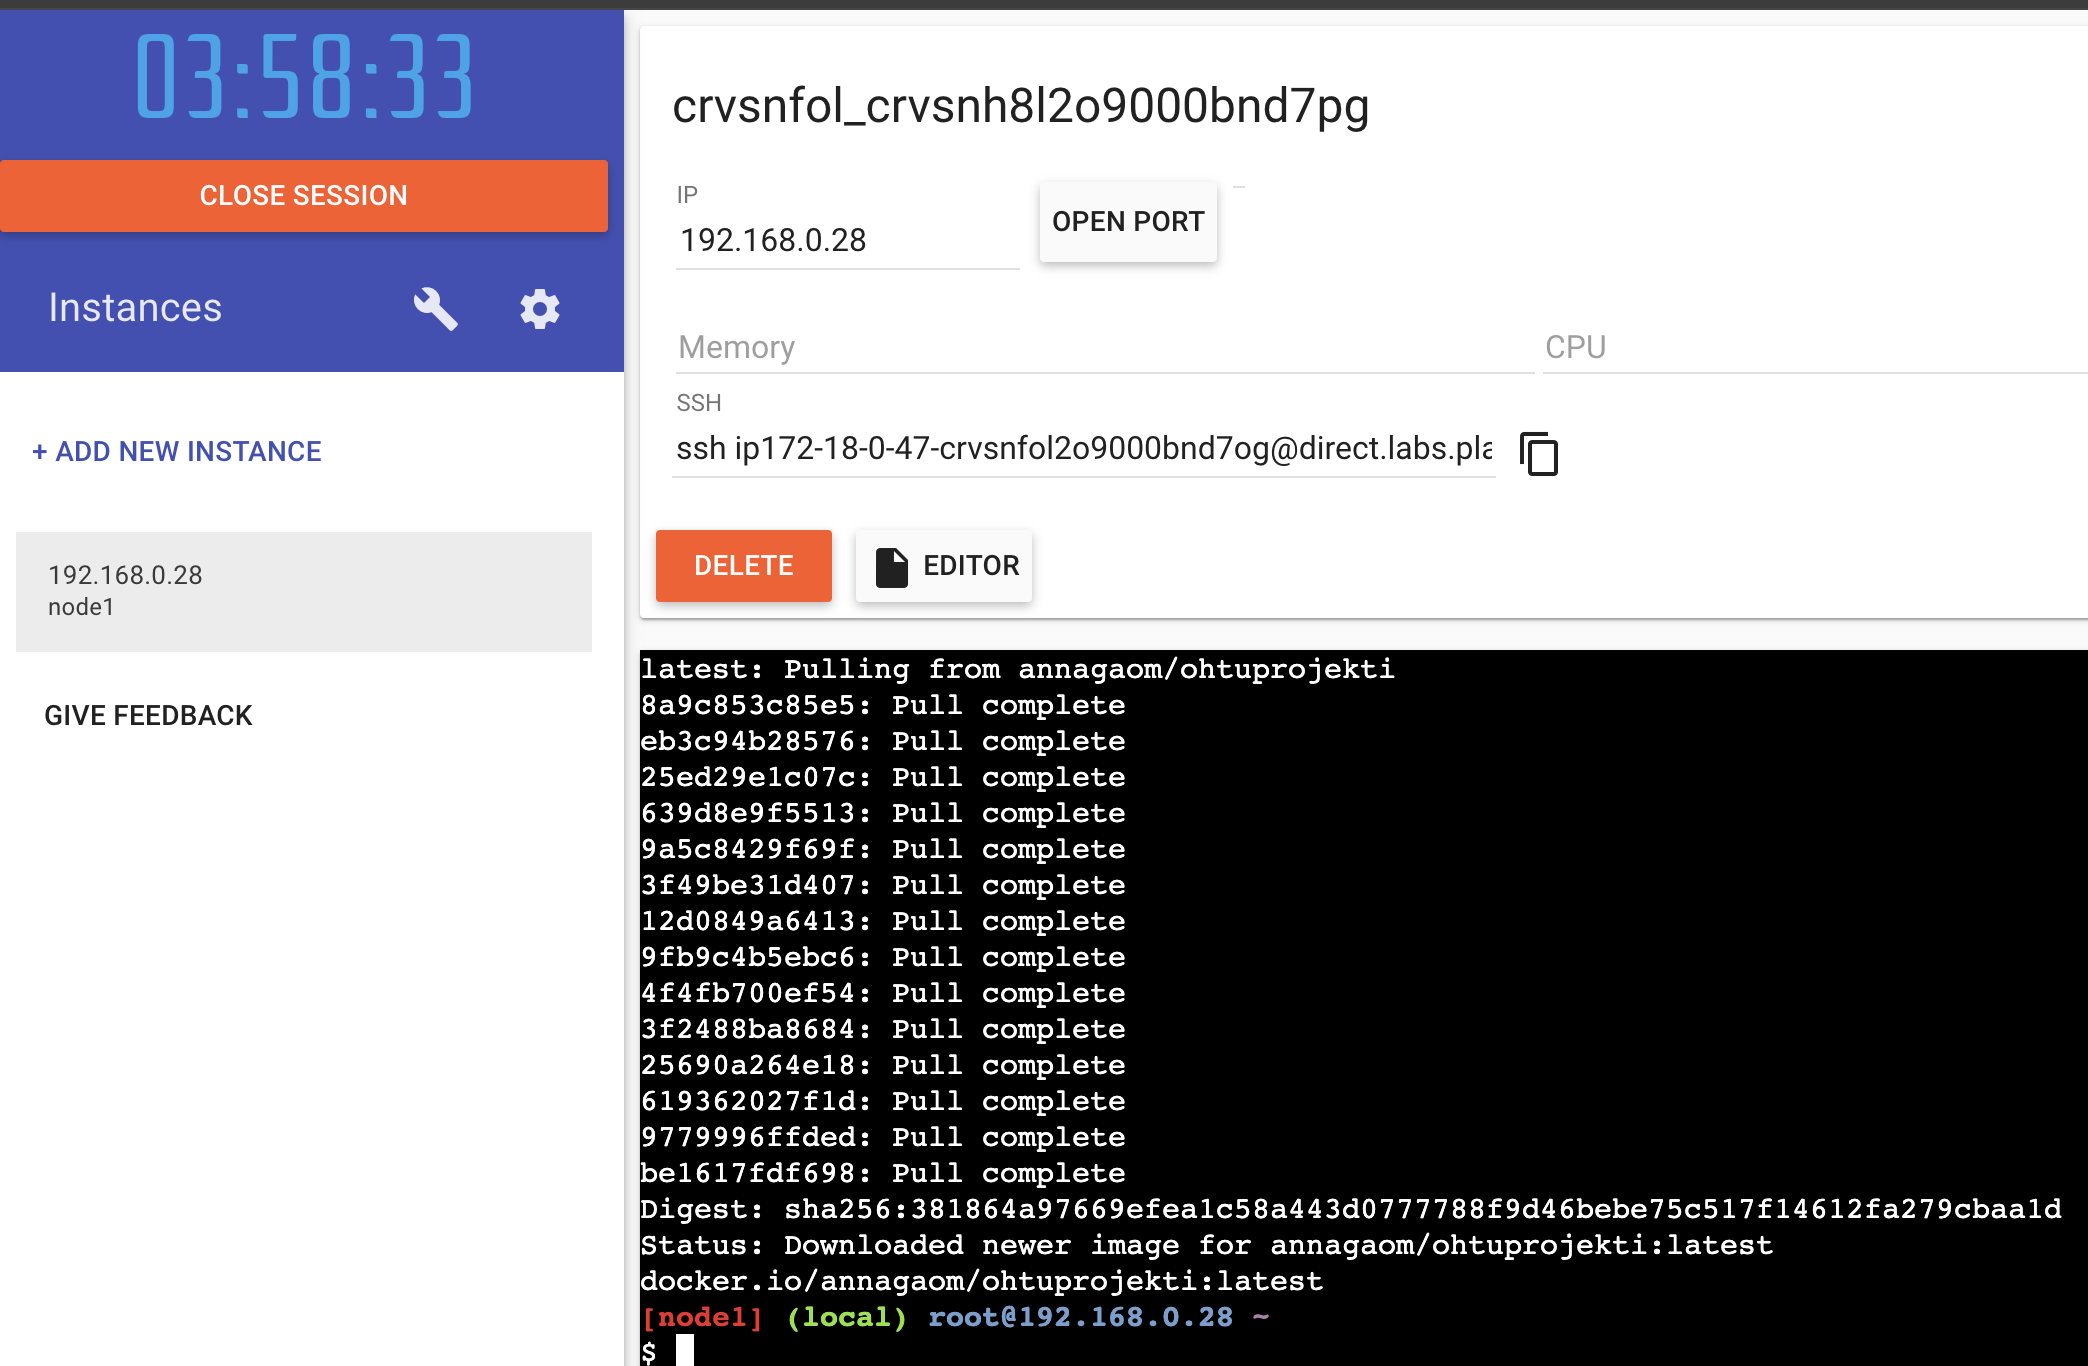 03:58:33
CLOSE SESSION
Instances
+ ADD NEW INSTANCE
192.168.0.28
node1
GIVE FEEDBACK
crvsnfol_crvsnh8l2o9000bnd7pg
IP
192.168.0.28
OPEN PORT
Memory
CPU
SSH
ssh ip172-18-0-47-crvsnfol2o9000bnd7og@direct.labs.pla
DELETE
EDITOR
latest: Pulling from annagaom/ohtuprojekti
8a9c853c85e5: Pull complete
eb3c94b28576: Pull complete
25ed29e1c07c: Pull complete
639d8e9f5513: Pull complete
9a5c8429f69f: Pull complete
3f49be31d407: Pull complete
12d0849a6413: Pull complete
9fb9c4b5ebc6: Pull complete
4f4fb700ef54: Pull complete
3f2488ba8684: Pull complete
25690a264e18: Pull complete
619362027f1d: Pull complete
9779996ffded: Pull complete
be1617fdf698: Pull complete
Digest: sha256:381864a97669efea1c58a443d0777788f9d46bebe75c517f14612fa279cbaa1d
Status: Downloaded newer image for annagaom/ohtuprojekti:latest
docker.io/annagaom/ohtuprojekti:latest
[node1] (local) root@192.168.0.28 ~
$